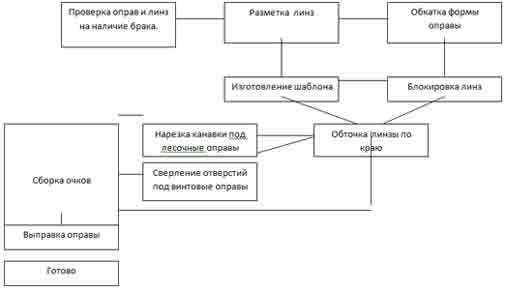 Проверка оправ и линз
на наличие брака.
Разметка линз
Обкатка формы
оправы
Изготовление шаблона
Блокировка линз
Нарезка канавки под
лесочные оправы
Обточка линзы по
краю
Сборка очков
Сверление отверстий
под винтовые оправы
Выправка оправы
Готово